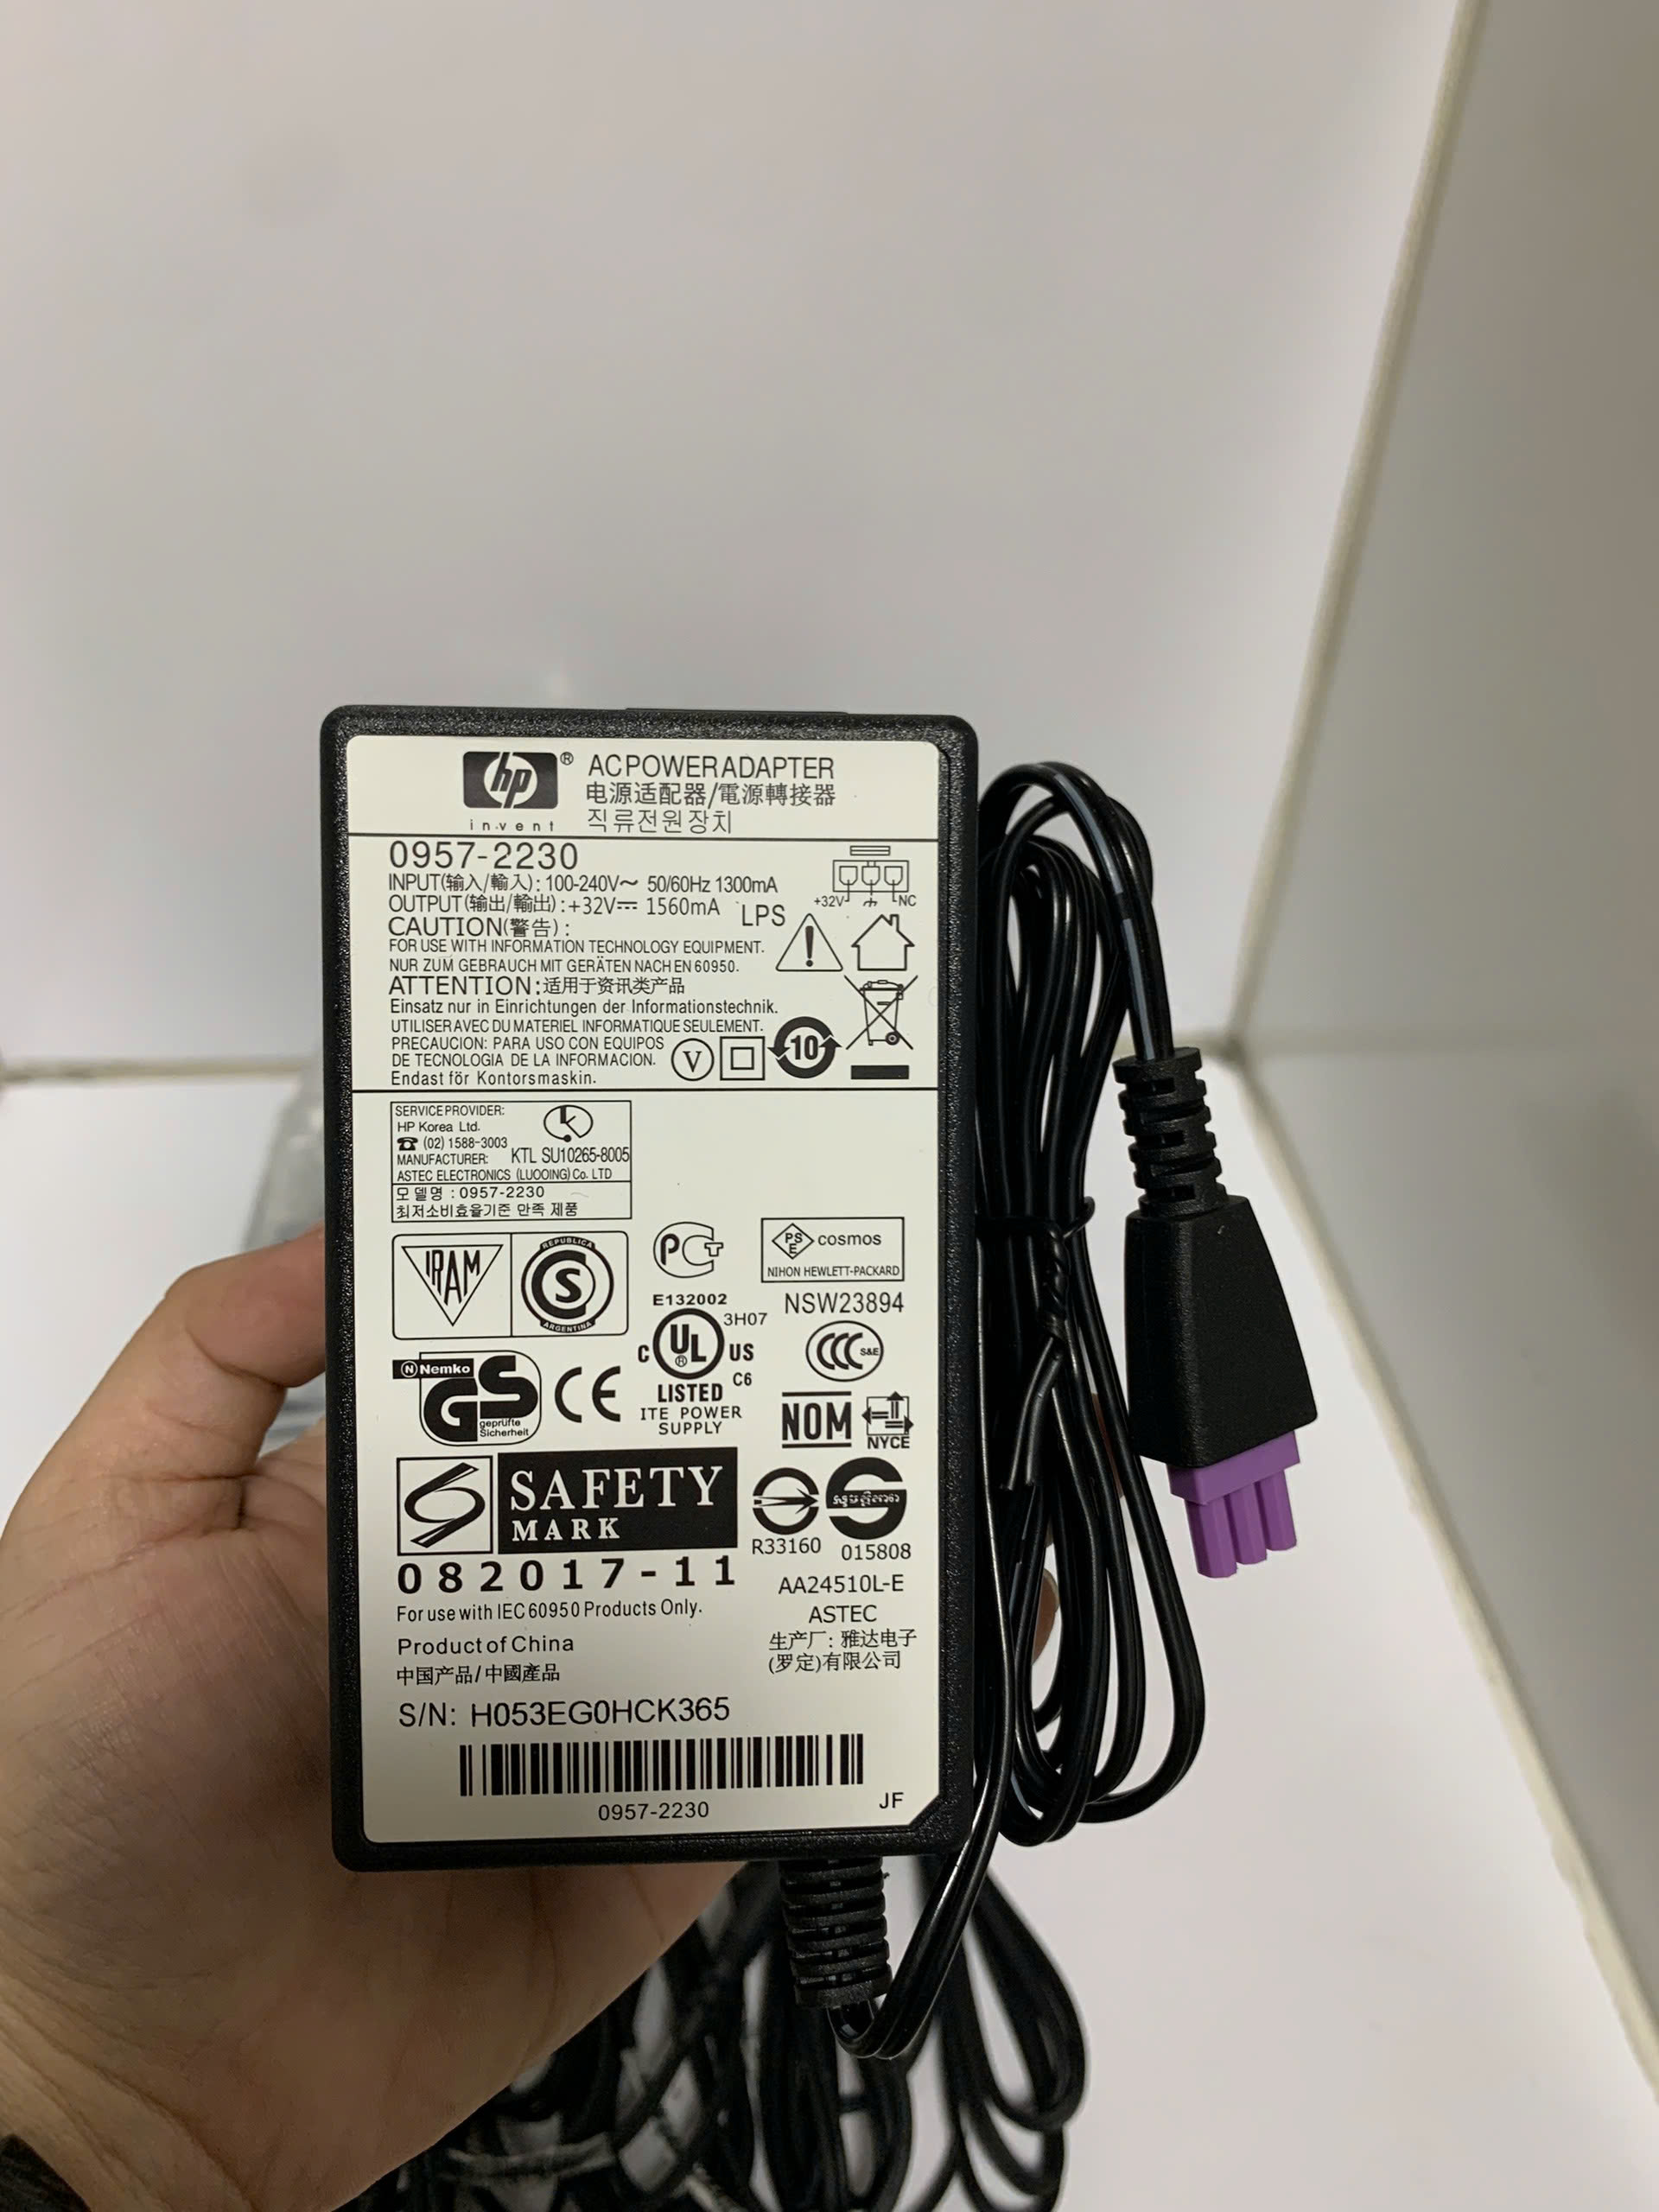 hp® ACPOWERADAPTER
电源适配器/電源轉接器
invent 직류전원장치
0957-2230
INPUT(输入/輸入): 100-240V～ 50/60Hz 1300mA
OUTPUT(输出/輸出):+32V⎓ 1560mA LPS
+32V NC
CAUTION(警告):
FOR USE WITH INFORMATION TECHNOLOGY EQUIPMENT.
NUR ZUM GEBRAUCH MIT GERÄTEN NACH EN 60950.
ATTENTION:适用于资讯类产品
Einsatz nur in Einrichtungen der Informationstechnik.
UTILISER AVEC DU MATERIEL INFORMATIQUE SEULEMENT.
PRECAUCION: PARA USO CON EQUIPOS
DE TECNOLOGIA DE LA INFORMACION.
Endast för Kontorsmaskin.
V 10
SERVICE PROVIDER:
HP Korea Ltd.
☎ (02) 1588-3003
MANUFACTURER: KTL SU10265-8005
ASTEC ELECTRONICS (LUOOING) Co. LTD
모델명 : 0957-2230
최저소비효율기준 만족 제품
IRAM
REPUBLICA
S
ARGENTINA
PCT
PSE cosmos
NIHON HEWLETT-PACKARD
E132002
3H07
NSW23894
C UL® US
C6
LISTED
ITE POWER
SUPPLY
CCC S&E
N Nemko
GS
geprüfte
Sicherheit
CE
NOM
NYCE
SAFETY
MARK
082017-11
R33160
015808
For use with IEC 60950 Products Only.
AA24510L-E
ASTEC
Product of China
中国产品/中國產品
生产厂: 雅达电子
(罗定)有限公司
S/N: H053EG0HCK365
0957-2230
JF